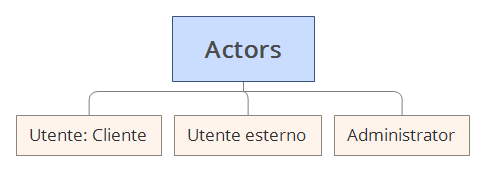 Actors
Utente: Cliente
Utente esterno
Administrator